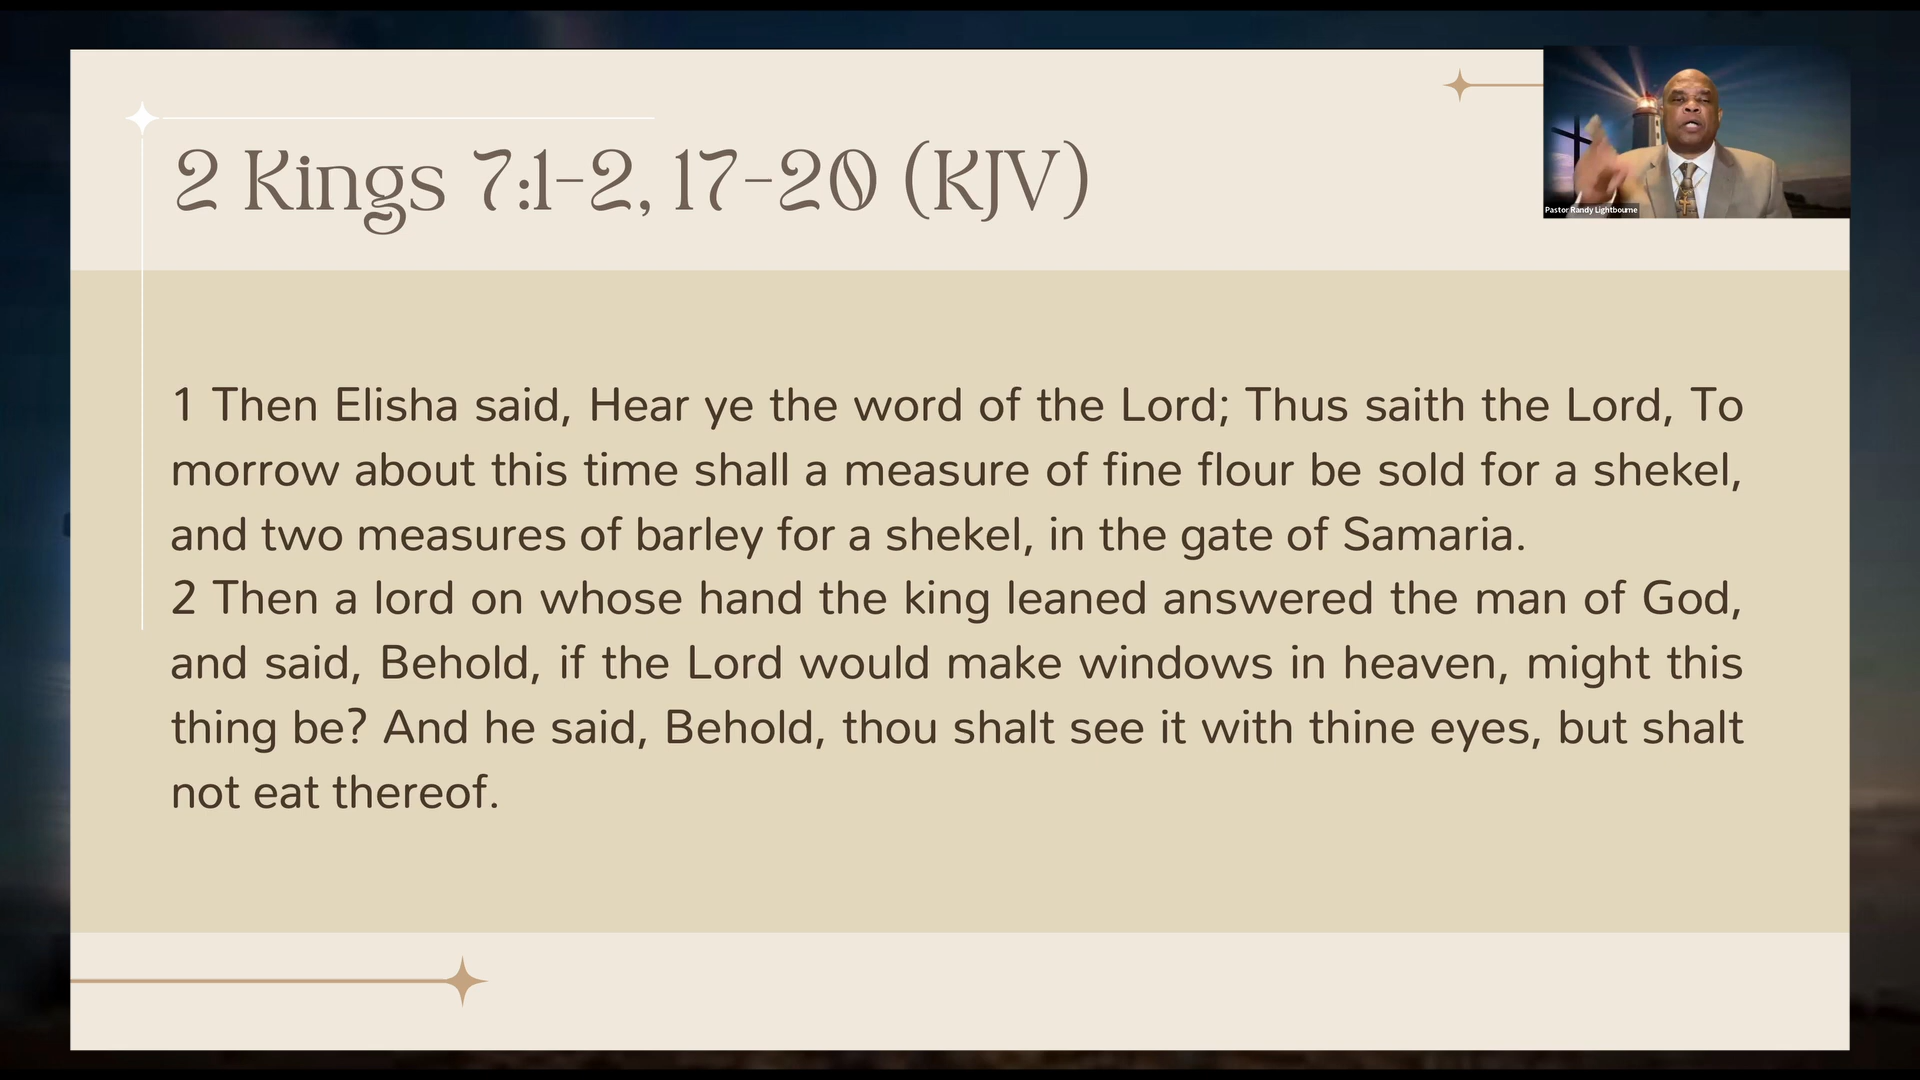 2 Kings 7:1-2, 17-20 (KJV)
Pastor Randy Lightbourne
1 Then Elisha said, Hear ye the word of the Lord; Thus saith the Lord, To
morrow about this time shall a measure of fine flour be sold for a shekel,
and two measures of barley for a shekel, in the gate of Samaria.
2 Then a lord on whose hand the king leaned answered the man of God,
and said, Behold, if the Lord would make windows in heaven, might this
thing be? And he said, Behold, thou shalt see it with thine eyes, but shalt
not eat thereof.